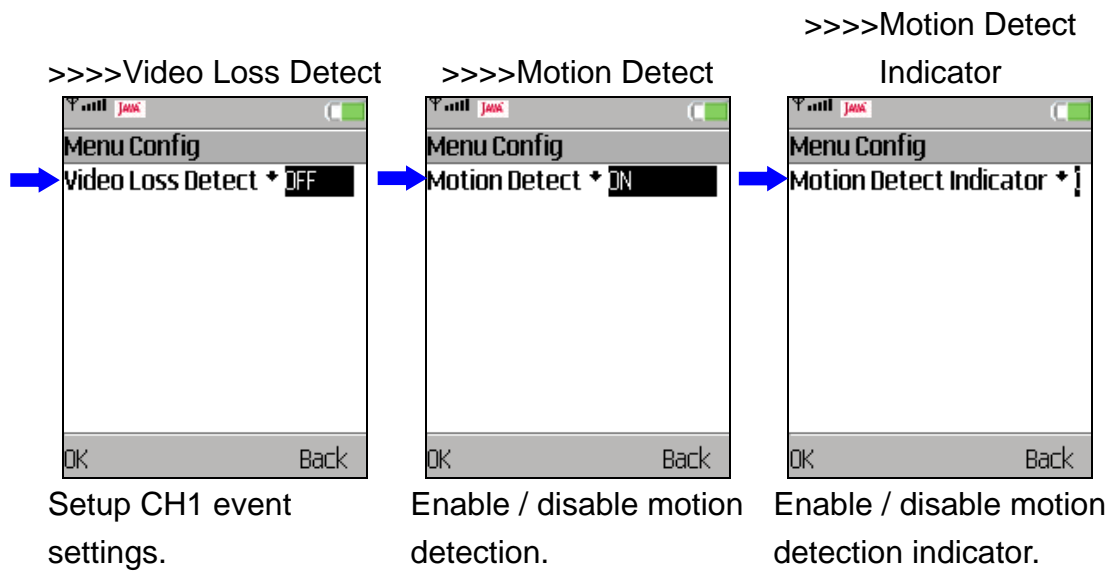 >>>>Video Loss Detect
JAVA
Menu Config
Video Loss Detect OFF
OK Back
Setup CH1 event
settings.
>>>>Motion Detect
JAVA
Menu Config
Motion Detect ON
OK Back
Enable / disable motion
detection.
>>>>Motion Detect
Indicator
JAVA
Menu Config
Motion Detect Indicator
OK Back
Enable / disable motion
detection indicator.